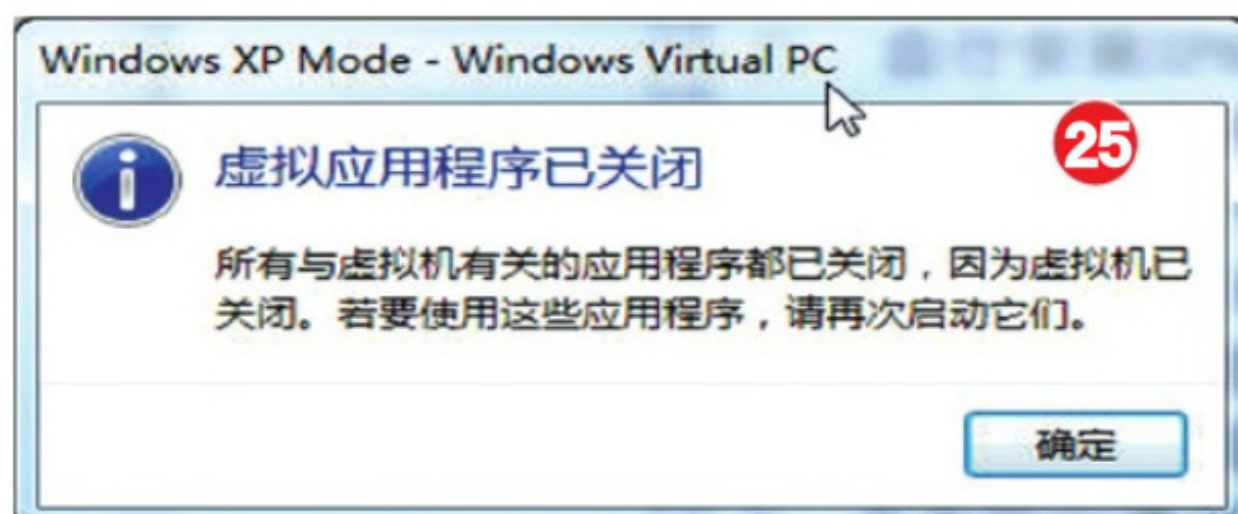 Windows XP Mode - Windows Virtual PC
25
虚拟应用程序已关闭
所有与虚拟机有关的应用程序都已关闭，因为虚拟机已
关闭。若要使用这些应用程序，请再次启动它们。
确定